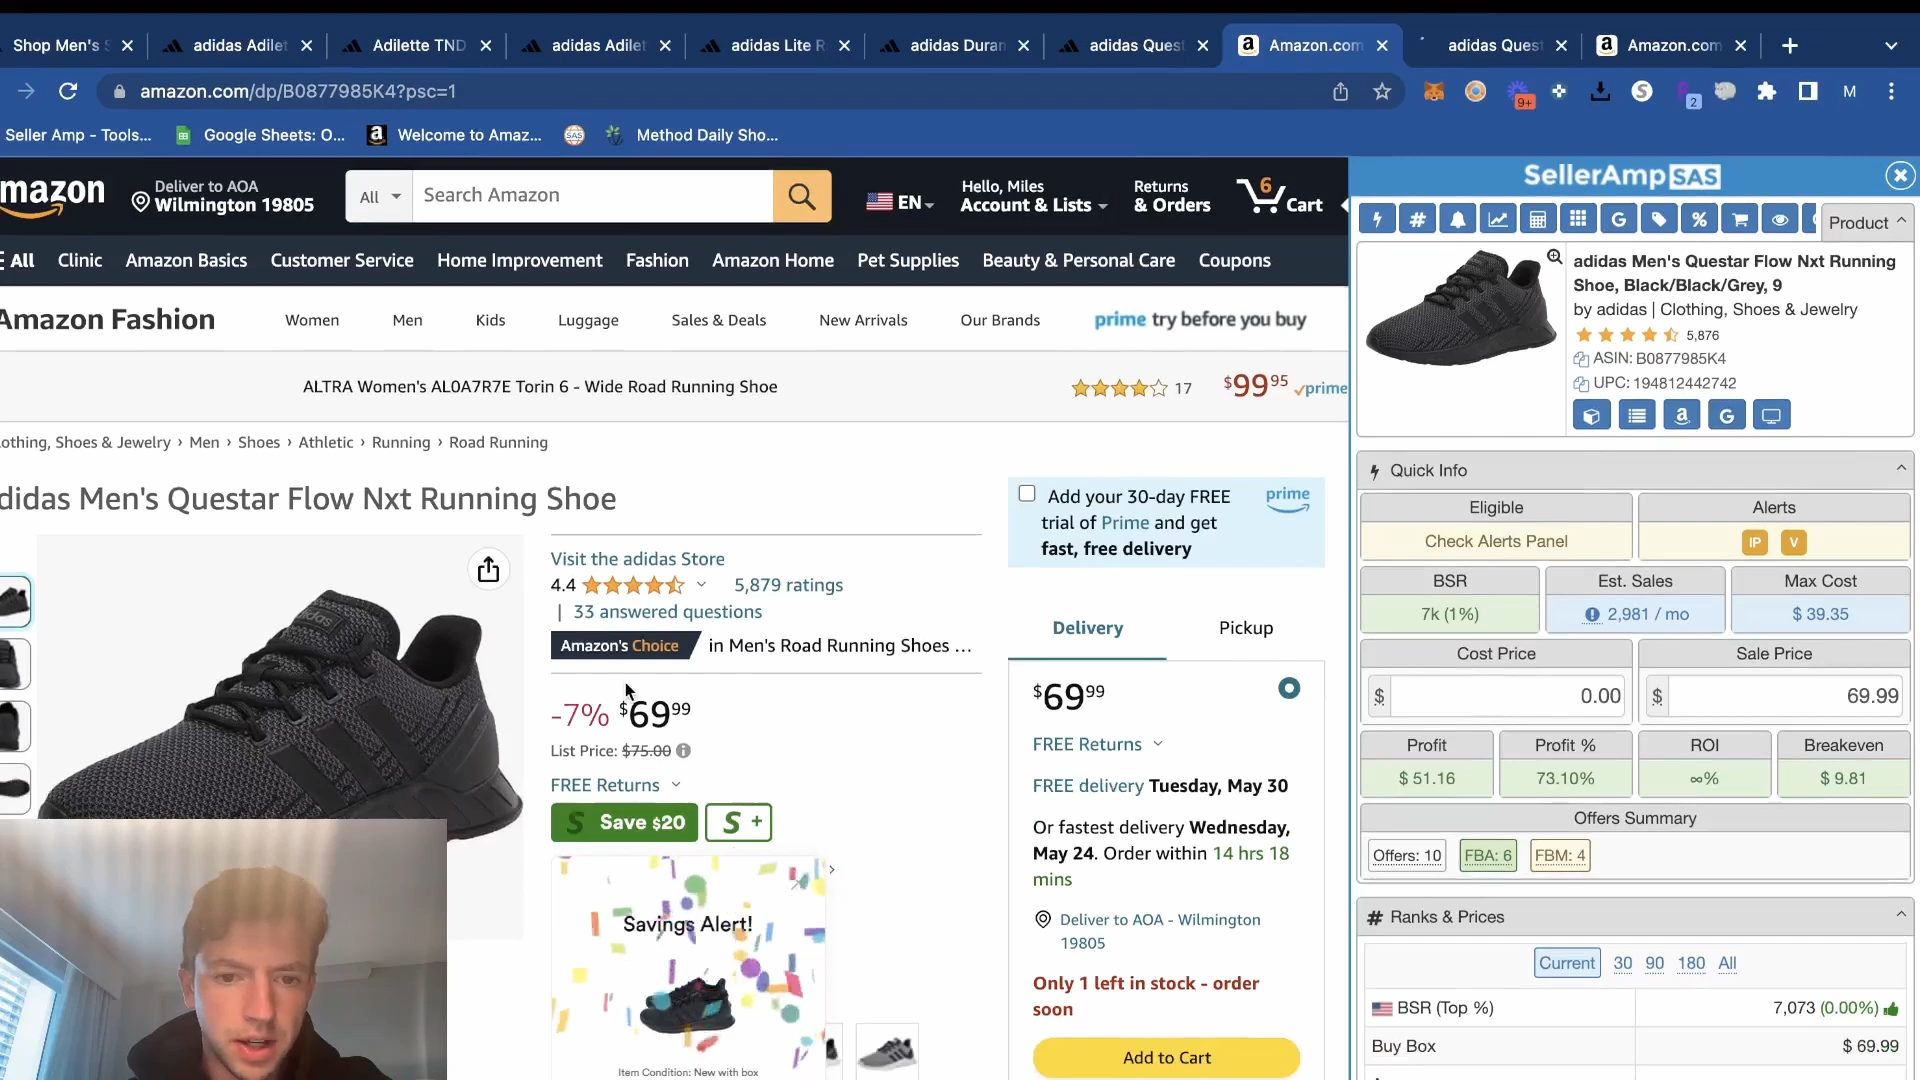 Shop Men's S
adidas Adilet
Adilette TND
adidas Adilet
adidas Lite R
adidas Duran
adidas Quest
Amazon.com
adidas Quest
Amazon.com
amazon.com/dp/B0877985K4?psc=1
9+
2
M
Seller Amp - Tools...
Google Sheets: O...
Welcome to Amaz...
SAS
Method Daily Sho...
mazon
Deliver to AOA
Wilmington 19805
All
Search Amazon
EN
Hello, Miles
Account & Lists
Returns
& Orders
6
Cart
All
Clinic
Amazon Basics
Customer Service
Home Improvement
Fashion
Amazon Home
Pet Supplies
Beauty & Personal Care
Coupons
Amazon Fashion
Women
Men
Kids
Luggage
Sales & Deals
New Arrivals
Our Brands
prime try before you buy
ALTRA Women's AL0A7R7E Torin 6 - Wide Road Running Shoe
17
$99 95
prime
lothing, Shoes & Jewelry › Men › Shoes › Athletic › Running › Road Running
didas Men's Questar Flow Nxt Running Shoe
Visit the adidas Store
4.4
5,879 ratings
| 33 answered questions
Amazon's Choice
in Men's Road Running Shoes ...
-7% $69 99
List Price: $75.00
FREE Returns
S Save $20
S +
Savings Alert!
Item Condition: New with box
Add your 30-day FREE
trial of Prime and get
fast, free delivery
prime
Delivery
Pickup
$69 99
FREE Returns
FREE delivery Tuesday, May 30
Or fastest delivery Wednesday,
May 24. Order within 14 hrs 18
mins
Deliver to AOA - Wilmington
19805
Only 1 left in stock - order
soon
Add to Cart
SellerAmp SAS
Product
adidas Men's Questar Flow Nxt Running
Shoe, Black/Black/Grey, 9
by adidas | Clothing, Shoes & Jewelry
5,876
ASIN: B0877985K4
UPC: 194812442742
Quick Info
Eligible
Alerts
Check Alerts Panel
IP
V
BSR
Est. Sales
Max Cost
7k (1%)
2,981 / mo
$ 39.35
Cost Price
Sale Price
$ 0.00
$ 69.99
Profit
Profit %
ROI
Breakeven
$ 51.16
73.10%
∞%
$ 9.81
Offers Summary
Offers: 10
FBA: 6
FBM: 4
# Ranks & Prices
Current
30
90
180
All
BSR (Top %)
7,073 (0.00%)
Buy Box
$ 69.99